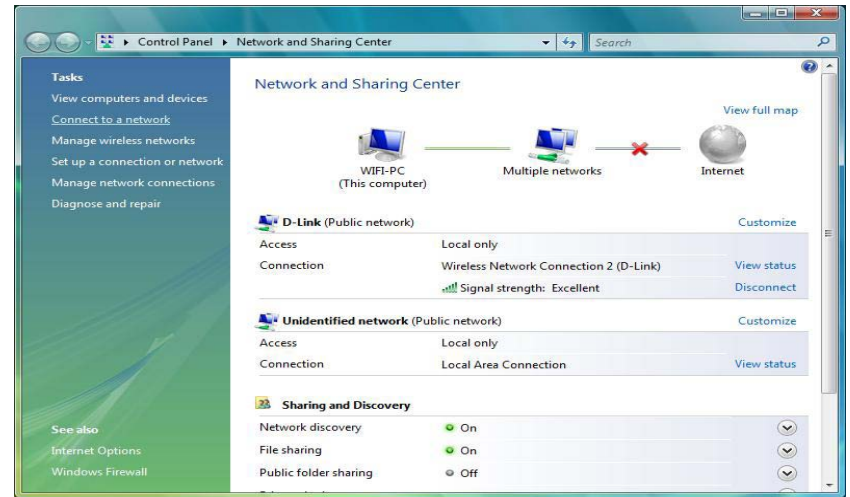 Control Panel Network and Sharing Center Search
Tasks
View computers and devices
Connect to a network
Manage wireless networks
Set up a connection or network
Manage network connections
Diagnose and repair
See also
Internet Options
Windows Firewall
Network and Sharing Center
View full map
WIFI-PC
(This computer)
Multiple networks
Internet
D-Link (Public network) Customize
Access Local only
Connection Wireless Network Connection 2 (D-Link) View status
Signal strength: Excellent Disconnect
Unidentified network (Public network) Customize
Access Local only
Connection Local Area Connection View status
Sharing and Discovery
Network discovery On
File sharing On
Public folder sharing Off